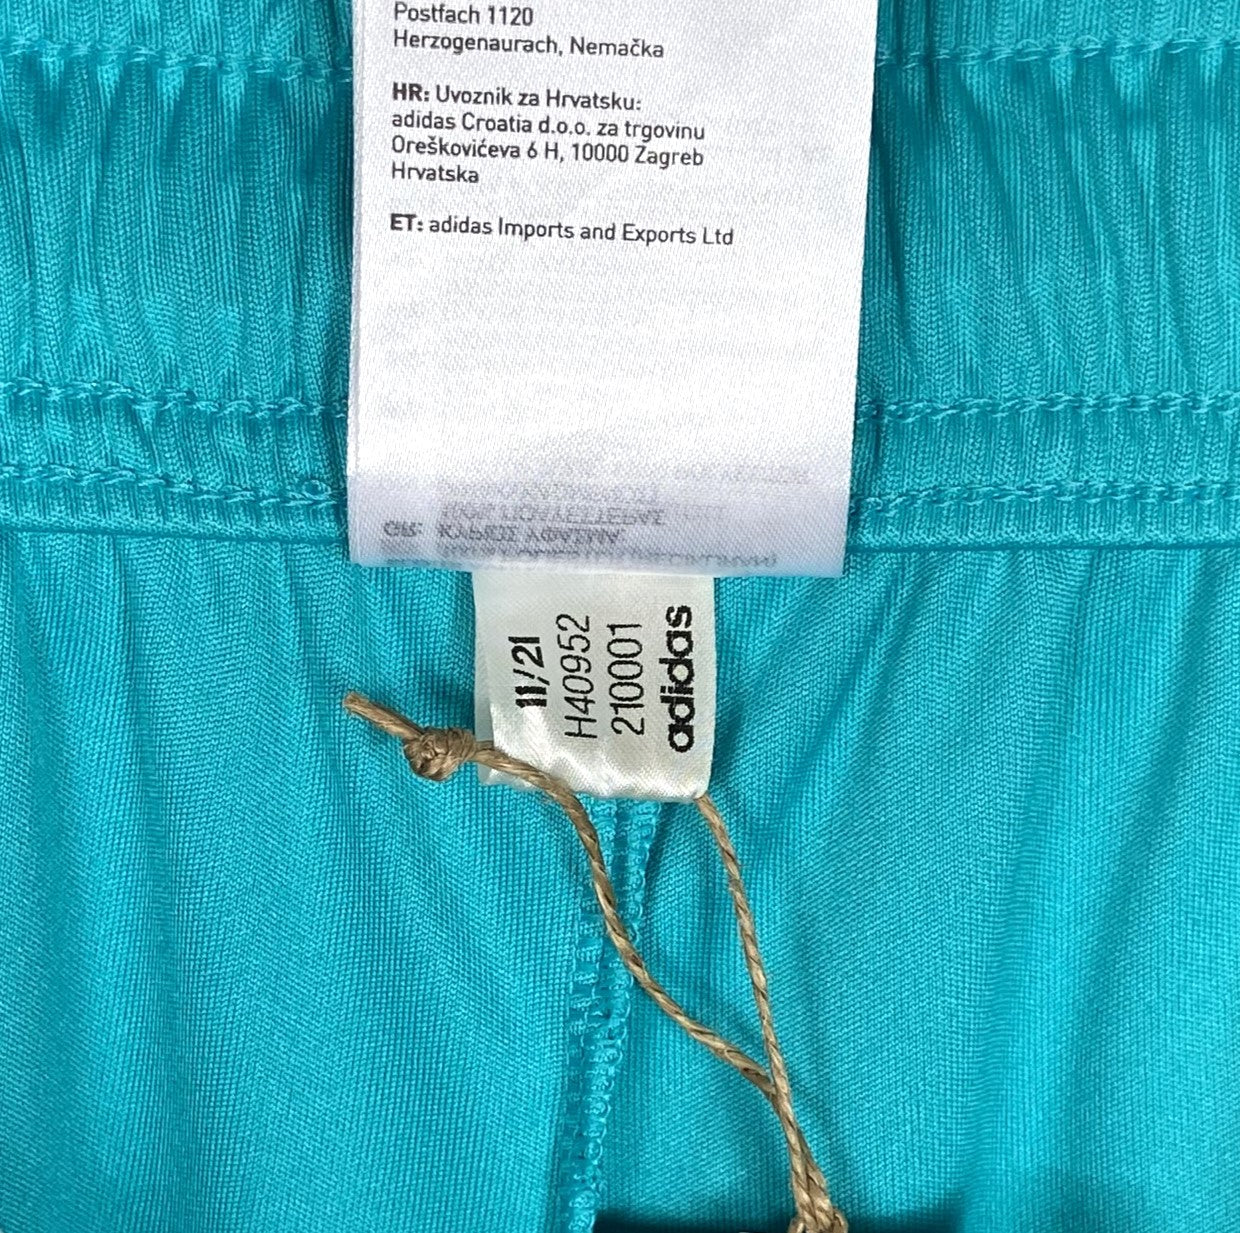 Postfach 1120
Herzogenaurach, Nemačka
HR: Uvoznik za Hrvatsku:
adidas Croatia d.o.o. za trgovinu
Oreškovićeva 6 H, 10000 Zagreb
Hrvatska
ET: adidas Imports and Exports Ltd
11/21
H40952
210001
adidas